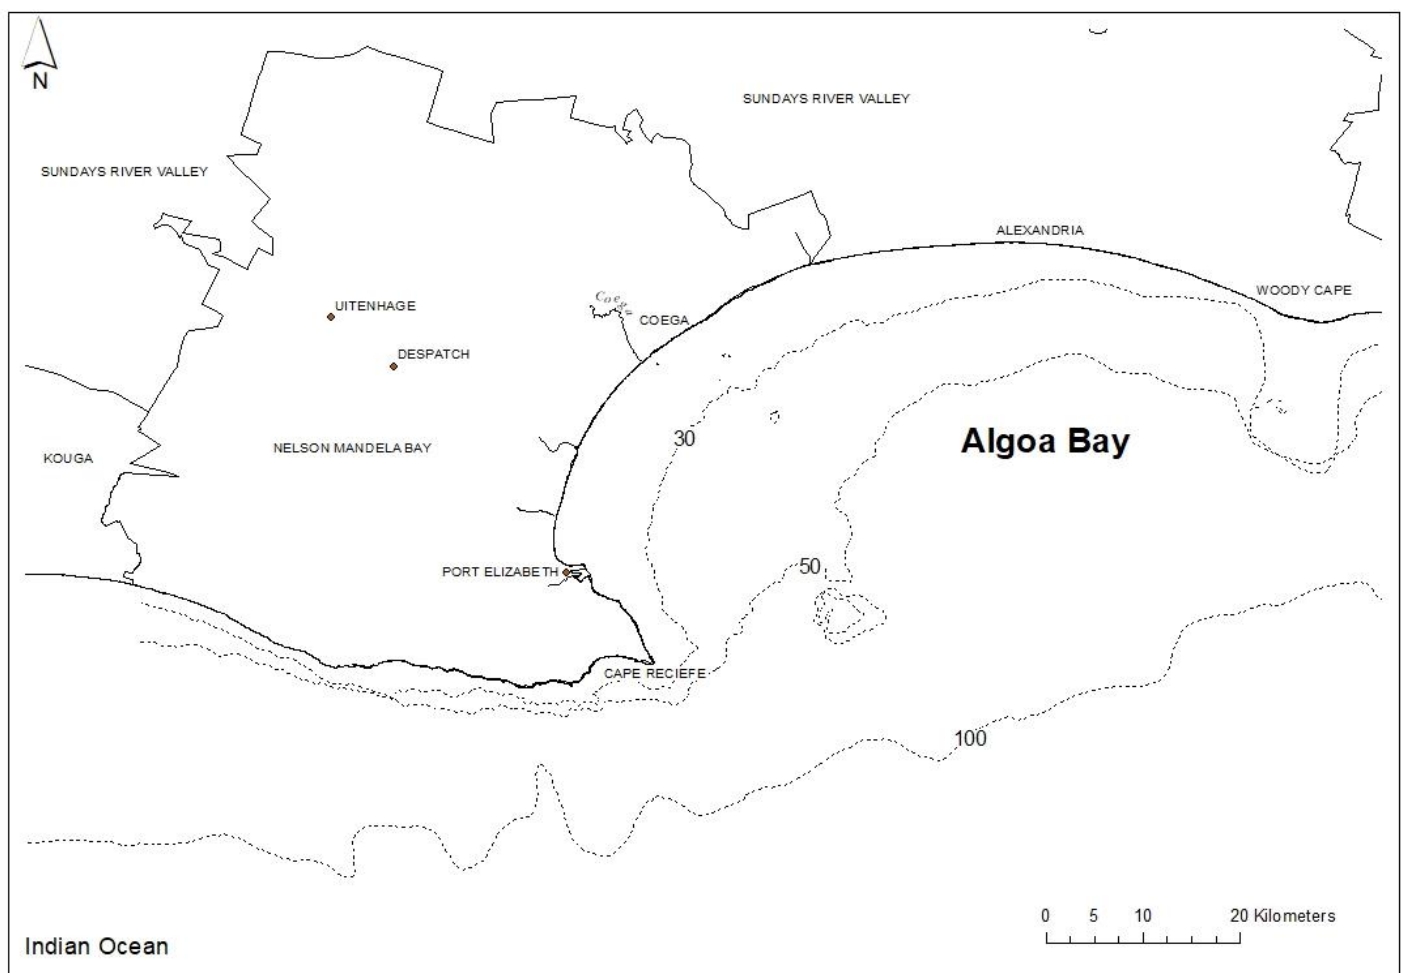 N
SUNDAYS RIVER VALLEY
SUNDAYS RIVER VALLEY
ALEXANDRIA
WOODY CAPE
UITENHAGE
Coega
COEGA
DESPATCH
30
Algoa Bay
NELSON MANDELA BAY
KOUGA
50
PORT ELIZABETH
CAPE RECIEFE
100
0 5 10 20 Kilometers
Indian Ocean